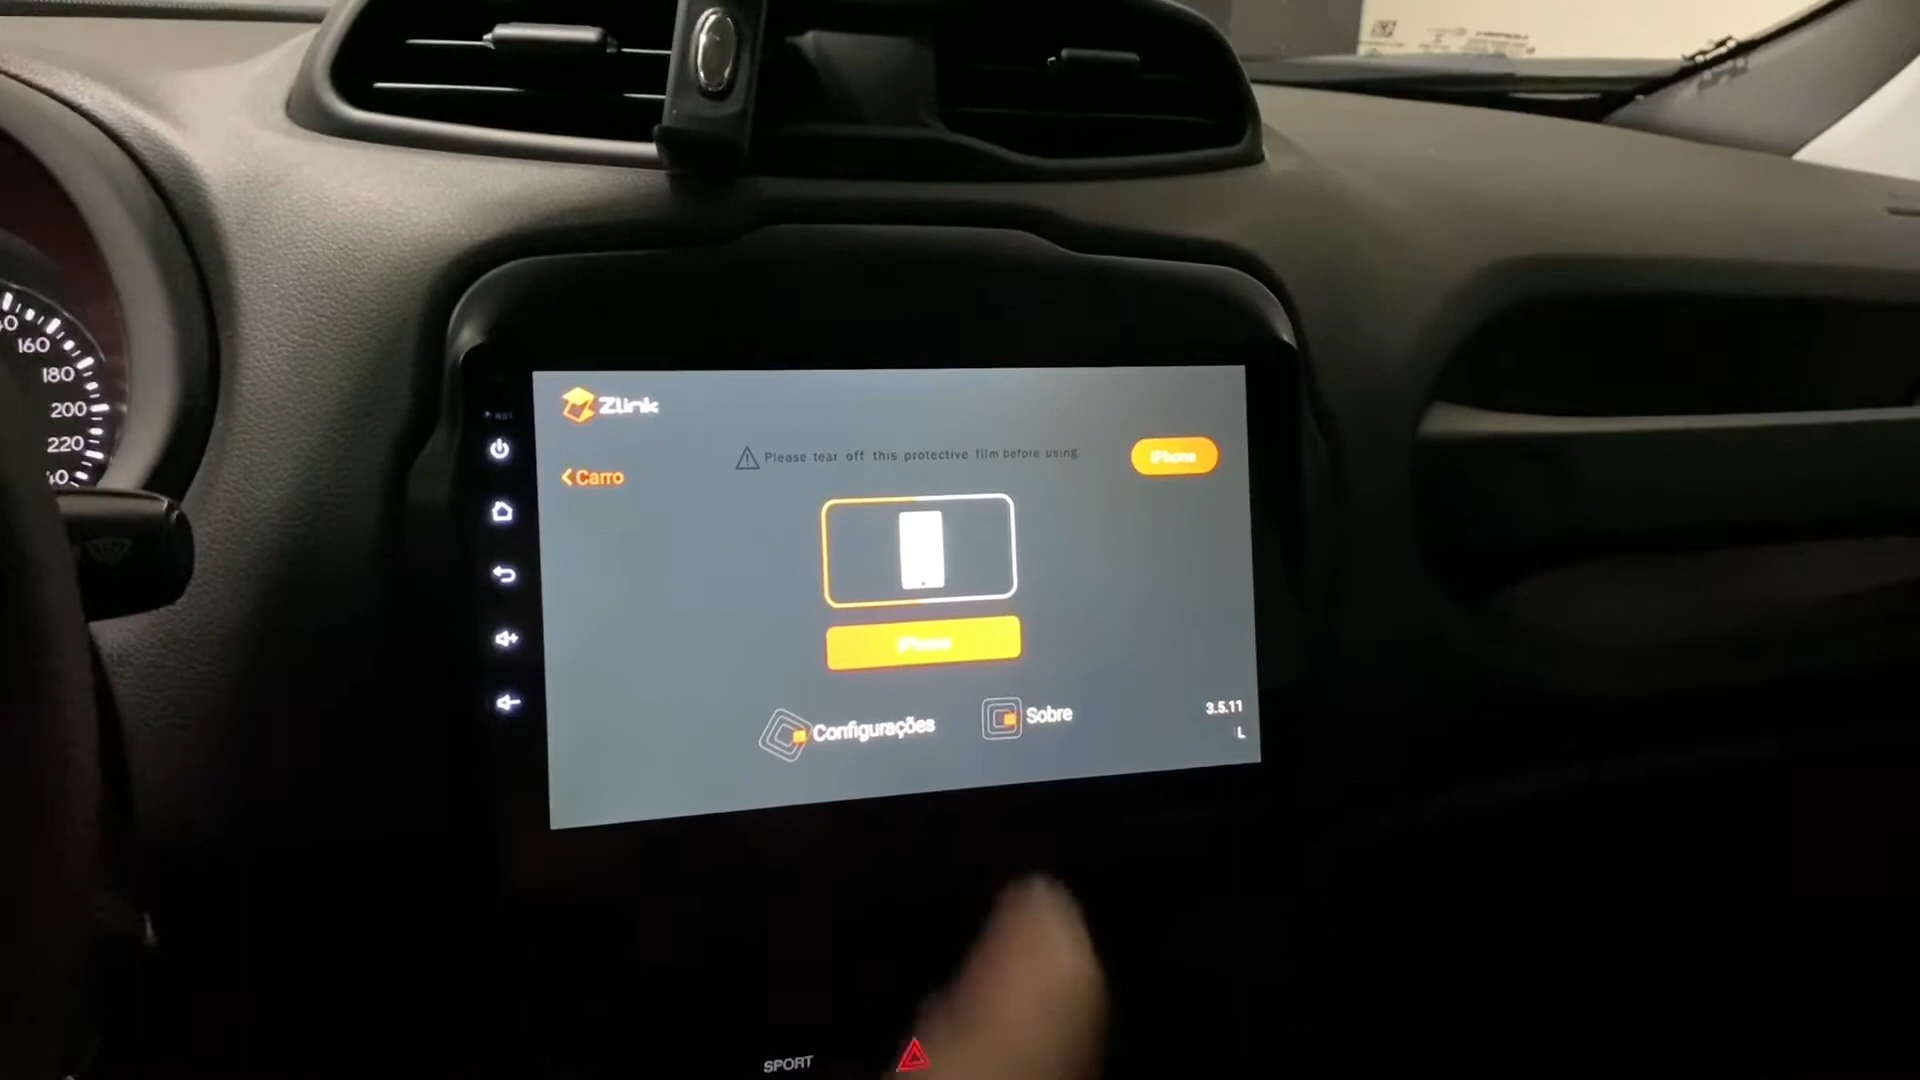 160
180
200
220
Zlink
Please tear off this protective film before using.
iPhone
Carro
iPhone
Configurações
Sobre
3.5.11
L
SPORT